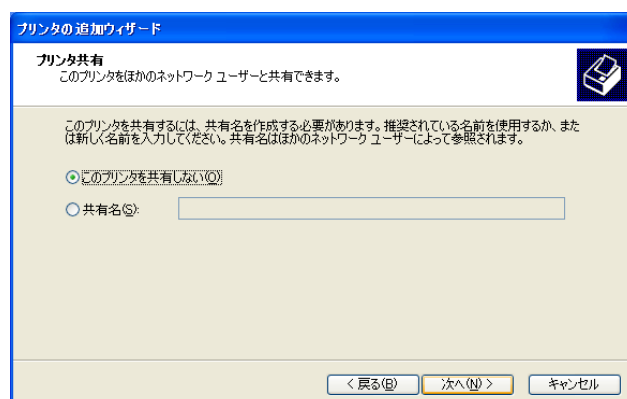 プリンタの追加ウィザード
プリンタ共有
このプリンタをほかのネットワーク ユーザーと共有できます。
このプリンタを共有するには、共有名を作成する必要があります。推奨されている名前を使用するか、また
は新しく名前を入力してください。共有名はほかのネットワーク ユーザーによって参照されます。
このプリンタを共有しない(O)
共有名(S):
< 戻る(B) 次へ(N) > キャンセル